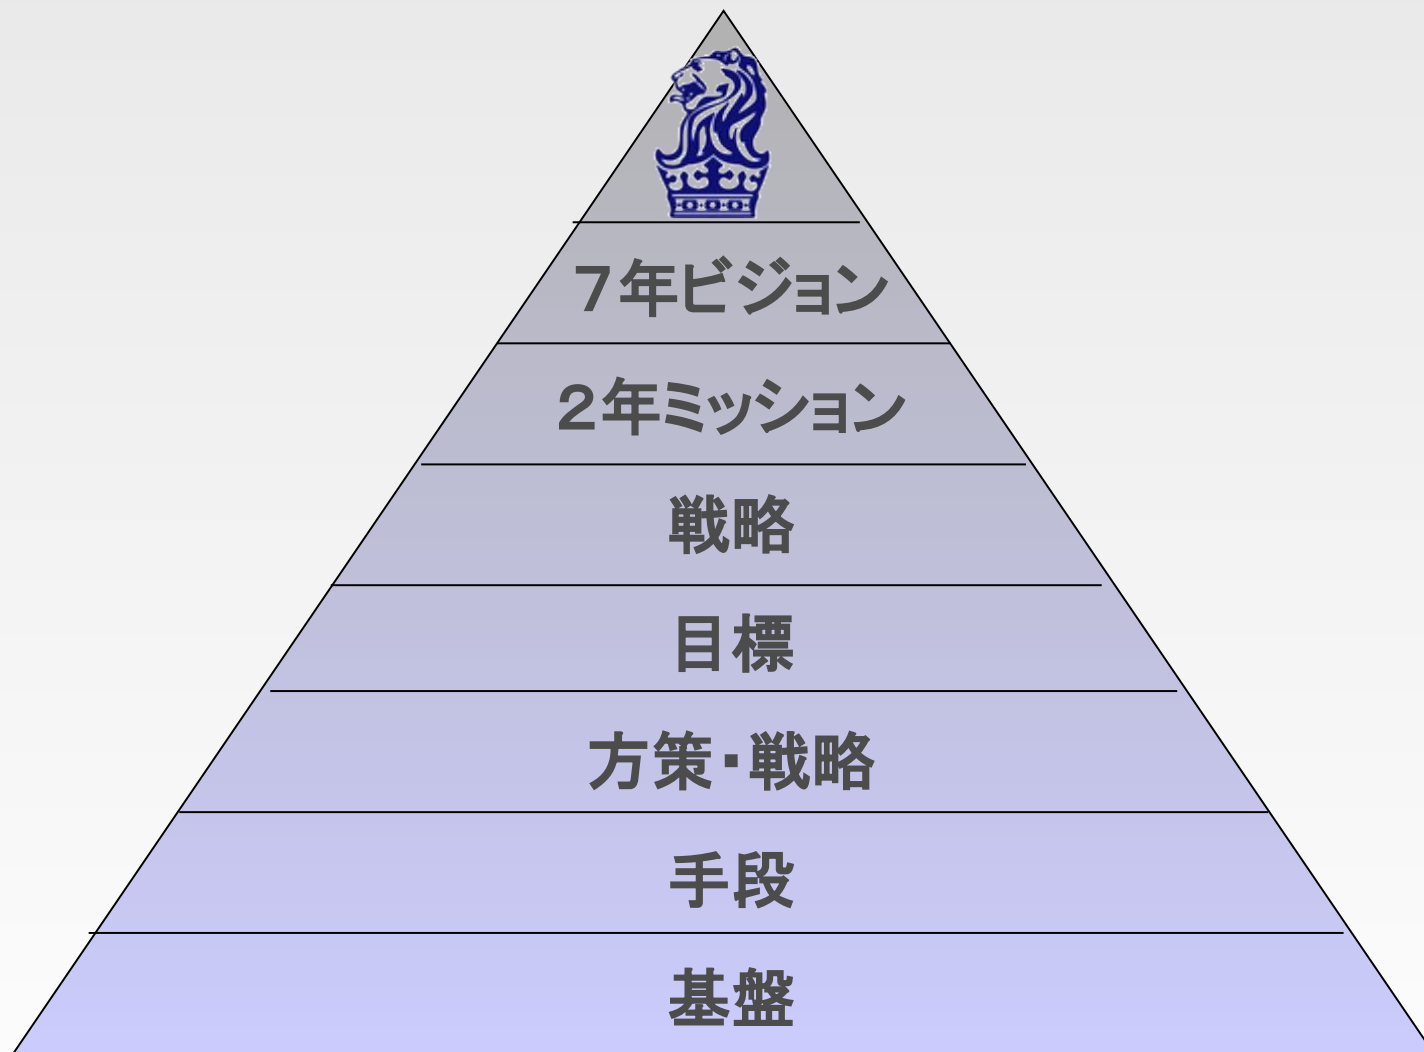 ７年ビジョン
２年ミッション
戦略
目標
方策・戦略
手段
基盤